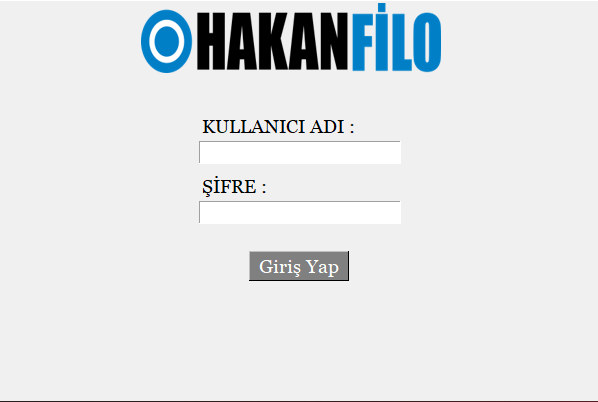 HAKANFİLO
KULLANICI ADI :
ŞİFRE :
Giriş Yap